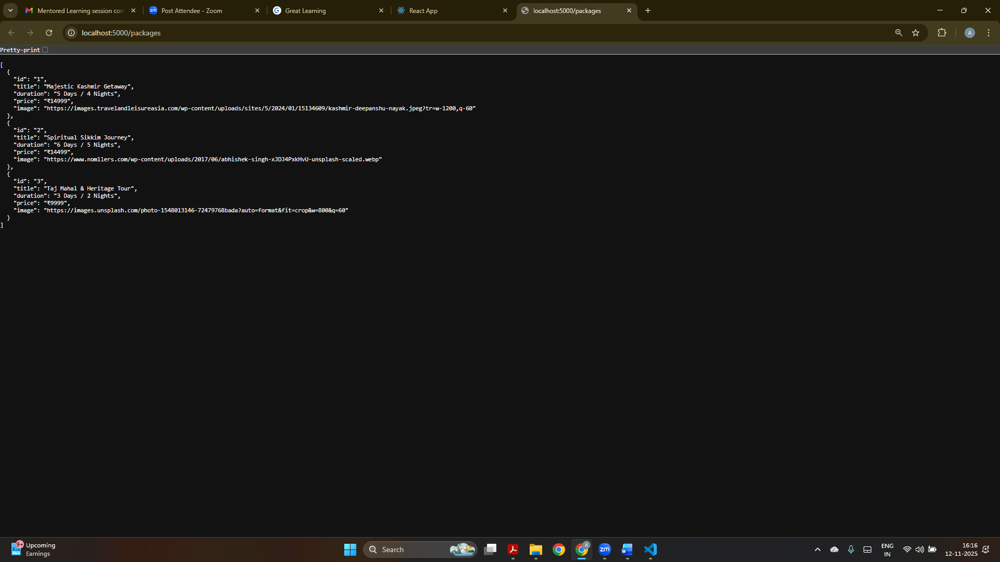 Mentored Learning session con
Post Attendee - Zoom
Great Learning
React App
localhost:5000/packages
localhost:5000/packages
A
Pretty-print
[
  {
    "id": "1",
    "title": "Majestic Kashmir Getaway",
    "duration": "5 Days / 4 Nights",
    "price": "₹14999",
    "image": "https://images.travelandleisureasia.com/wp-content/uploads/sites/5/2024/01/15134609/kashmir-deepanshu-nayak.jpeg?tr=w-1200,q-60"
  },
  {
    "id": "2",
    "title": "Spiritual Sikkim Journey",
    "duration": "6 Days / 5 Nights",
    "price": "₹14499",
    "image": "https://www.nomllers.com/wp-content/uploads/2017/06/abhishek-singh-xJDJ4PxkHvU-unsplash-scaled.webp"
  },
  {
    "id": "3",
    "title": "Taj Mahal & Heritage Tour",
    "duration": "3 Days / 2 Nights",
    "price": "₹9999",
    "image": "https://images.unsplash.com/photo-1548013146-72479768bada?auto=format&fit=crop&w=800&q=60"
  }
]
9+
Upcoming
Earnings
Search
A
zm
W
ENG
IN
16:16
12-11-2025